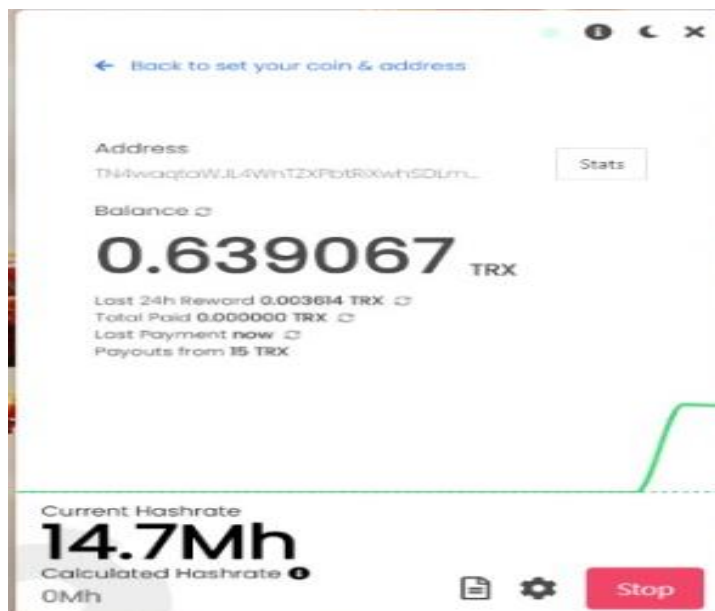 ← Back to set your coin & address
Address
Stats
Balance
0.639067 TRX
Last 24h Reward 0.003614 TRX
Total Paid 0.000000 TRX
Last Payment now
Payouts from 15 TRX
Current Hashrate
14.7Mh
Calculated Hashrate
0Mh
Stop